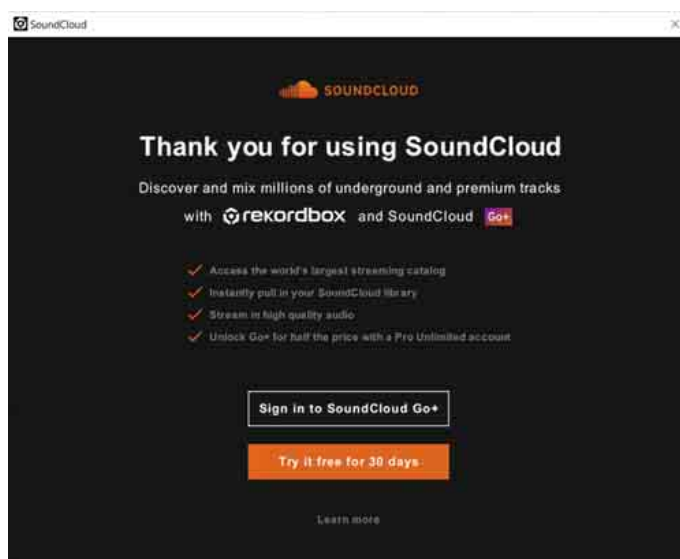 SoundCloud
SOUNDCLOUD
Thank you for using SoundCloud
Discover and mix millions of underground and premium tracks
with rekordbox and SoundCloud Go+
Access the world's largest streaming catalog
Instantly pull in your SoundCloud library
Stream in high quality audio
Unlock Go+ for half the price with a Pro Unlimited account
Sign in to SoundCloud Go+
Try it free for 30 days
Learn more